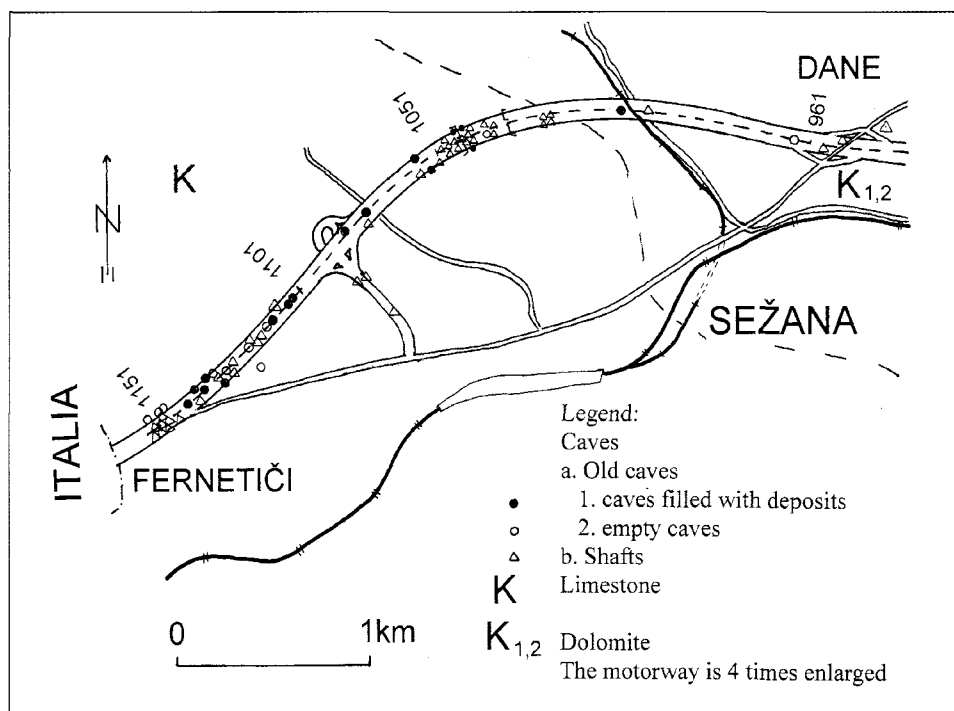 DANE
961
1051
K
K1,2
N
1101
SEŽANA
1151
ITALIA
FERNETIČI
Legend:
Caves
a. Old caves
1. caves filled with deposits
2. empty caves
b. Shafts
K Limestone
0 1km
K1,2 Dolomite
The motorway is 4 times enlarged